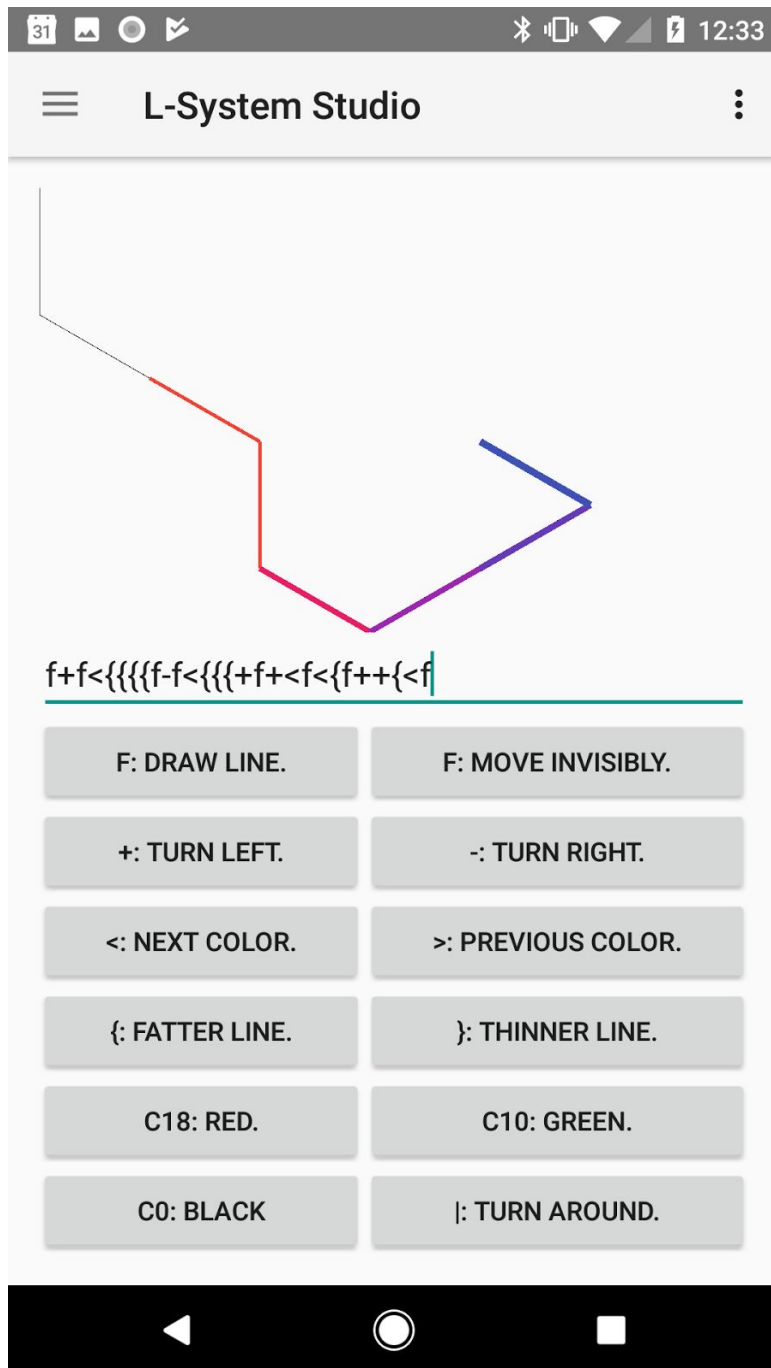 31 12:33
L-System Studio
f+f<{{{{f-f<{{{+f+<f<{f++{<f
F: DRAW LINE. F: MOVE INVISIBLY.
+: TURN LEFT. -: TURN RIGHT.
<: NEXT COLOR. >: PREVIOUS COLOR.
{: FATTER LINE. }: THINNER LINE.
C18: RED. C10: GREEN.
C0: BLACK |: TURN AROUND.